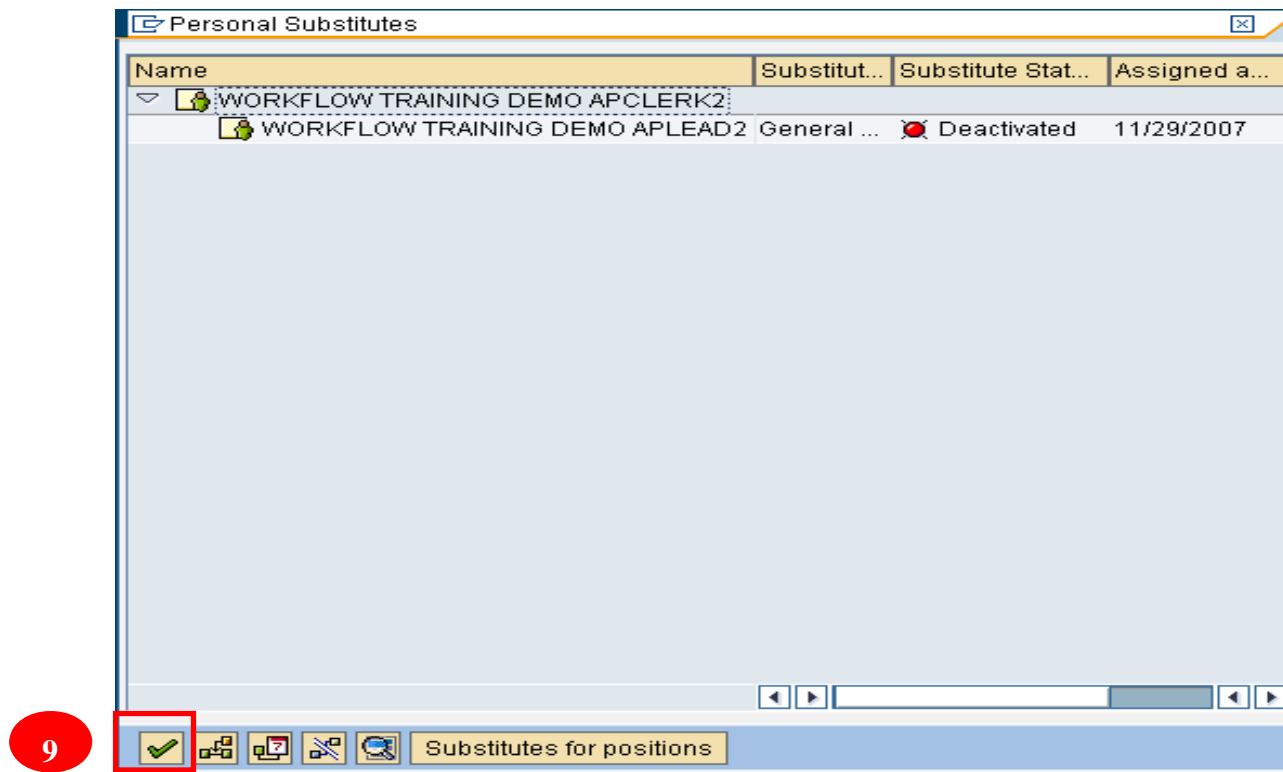 Personal Substitutes
Name Substitut... Substitute Stat... Assigned a...
WORKFLOW TRAINING DEMO APCLERK2
WORKFLOW TRAINING DEMO APLEAD2 General ... Deactivated 11/29/2007
9 Substitutes for positions